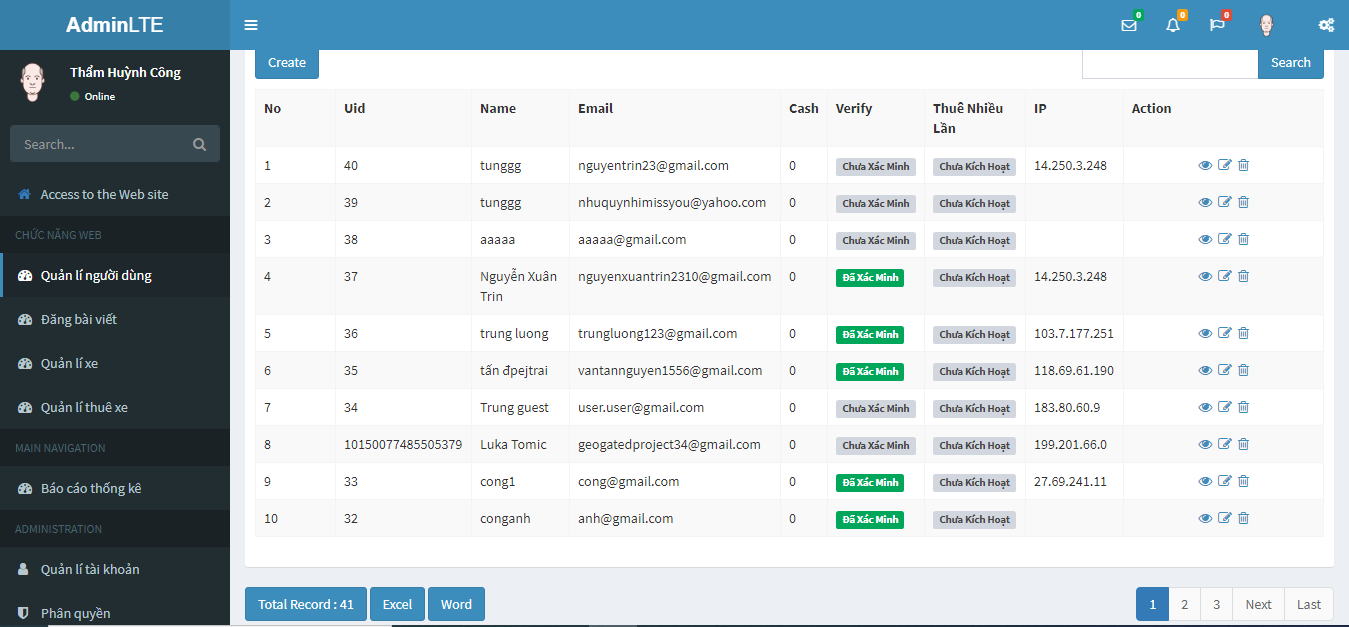 AdminLTE
0
0
0
Thẩm Huỳnh Công
Online
Search...
Access to the Web site
CHỨC NĂNG WEB
Quản lí người dùng
Đăng bài viết
Quản lí xe
Quản lí thuê xe
MAIN NAVIGATION
Báo cáo thống kê
ADMINISTRATION
Quản lí tài khoản
Phân quyền
Create
Search
No Uid Name Email Cash Verify Thuê Nhiều Lần IP Action
1 40 tunggg nguyentrin23@gmail.com 0 Chưa Xác Minh Chưa Kích Hoạt 14.250.3.248
2 39 tunggg nhuquynhimissyou@yahoo.com 0 Chưa Xác Minh Chưa Kích Hoạt
3 38 aaaaa aaaaa@gmail.com 0 Chưa Xác Minh Chưa Kích Hoạt
4 37 Nguyễn Xuân Trin nguyenxuantrin2310@gmail.com 0 Đã Xác Minh Chưa Kích Hoạt 14.250.3.248
5 36 trung luong trungluong123@gmail.com 0 Đã Xác Minh Chưa Kích Hoạt 103.7.177.251
6 35 tấn đpejtrai vantannguyen1556@gmail.com 0 Đã Xác Minh Chưa Kích Hoạt 118.69.61.190
7 34 Trung guest user.user@gmail.com 0 Chưa Xác Minh Chưa Kích Hoạt 183.80.60.9
8 10150077485505379 Luka Tomic geogatedproject34@gmail.com 0 Chưa Xác Minh Chưa Kích Hoạt 199.201.66.0
9 33 cong1 cong@gmail.com 0 Đã Xác Minh Chưa Kích Hoạt 27.69.241.11
10 32 conganh anh@gmail.com 0 Đã Xác Minh Chưa Kích Hoạt
Total Record : 41 Excel Word
1 2 3 Next Last